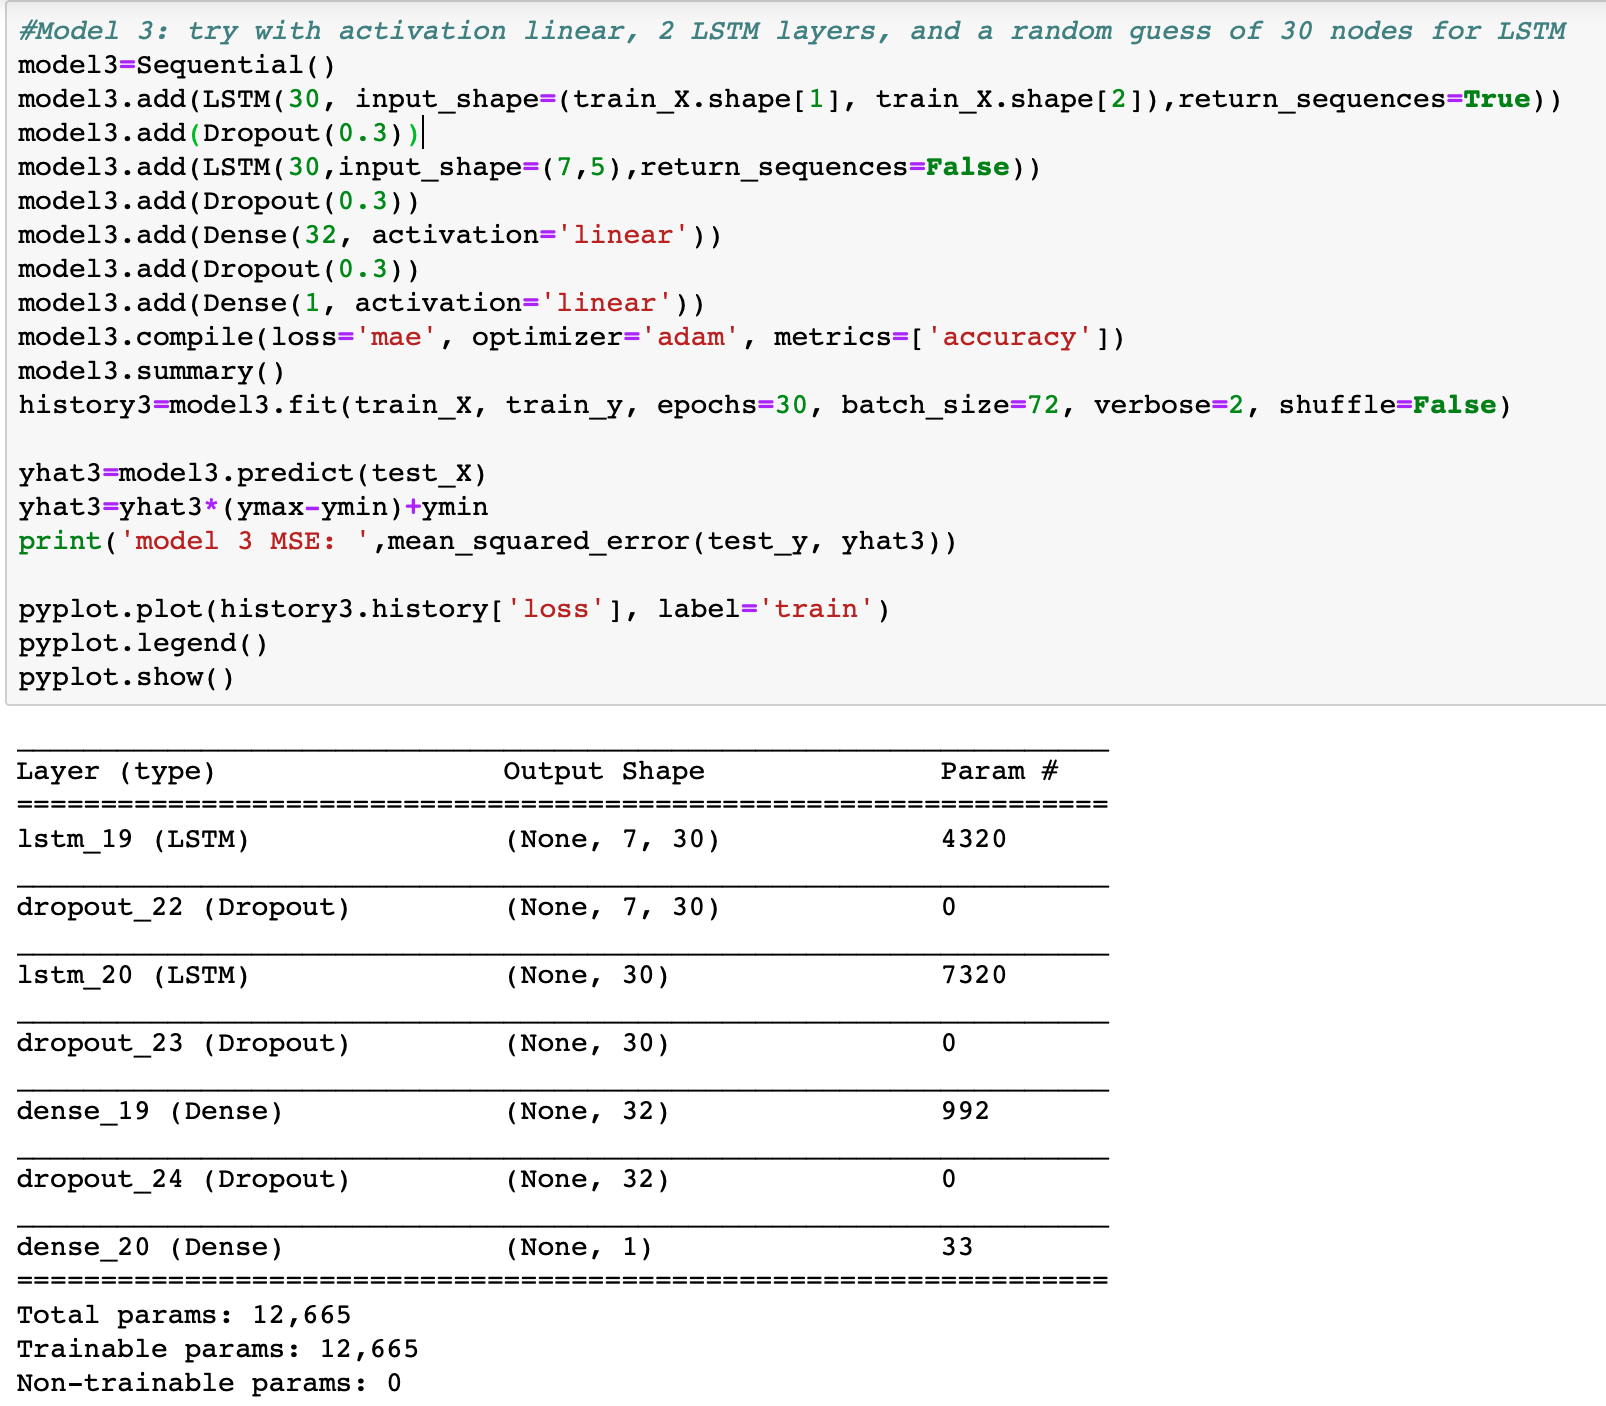 #Model 3: try with activation linear, 2 LSTM layers, and a random guess of 30 nodes for LSTM
model3=Sequential()
model3.add(LSTM(30, input_shape=(train_X.shape[1], train_X.shape[2]),return_sequences=True))
model3.add(Dropout(0.3))
model3.add(LSTM(30,input_shape=(7,5),return_sequences=False))
model3.add(Dropout(0.3))
model3.add(Dense(32, activation='linear'))
model3.add(Dropout(0.3))
model3.add(Dense(1, activation='linear'))
model3.compile(loss='mae', optimizer='adam', metrics=['accuracy'])
model3.summary()
history3=model3.fit(train_X, train_y, epochs=30, batch_size=72, verbose=2, shuffle=False)

yhat3=model3.predict(test_X)
yhat3=yhat3*(ymax-ymin)+ymin
print('model 3 MSE: ',mean_squared_error(test_y, yhat3))

pyplot.plot(history3.history['loss'], label='train')
pyplot.legend()
pyplot.show()

_________________________________________________________________
Layer (type)                 Output Shape              Param #
=================================================================
lstm_19 (LSTM)               (None, 7, 30)             4320
_________________________________________________________________
dropout_22 (Dropout)         (None, 7, 30)             0
_________________________________________________________________
lstm_20 (LSTM)               (None, 30)                7320
_________________________________________________________________
dropout_23 (Dropout)         (None, 30)                0
_________________________________________________________________
dense_19 (Dense)             (None, 32)                992
_________________________________________________________________
dropout_24 (Dropout)         (None, 32)                0
_________________________________________________________________
dense_20 (Dense)             (None, 1)                 33
=================================================================
Total params: 12,665
Trainable params: 12,665
Non-trainable params: 0